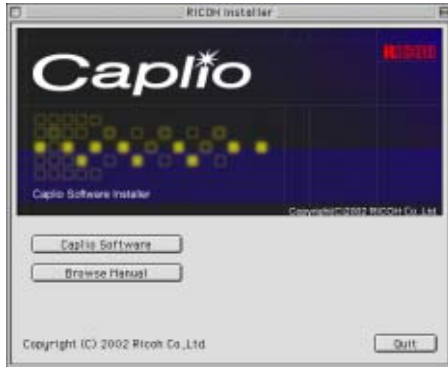 RICOH Installer
Caplio
RICOH
Caplio Software Installer
Copyright(C)2002 RICOH Co., Ltd.
Caplio Software
Browse Manual
Copyright (C) 2002 Ricoh Co.,Ltd
Quit